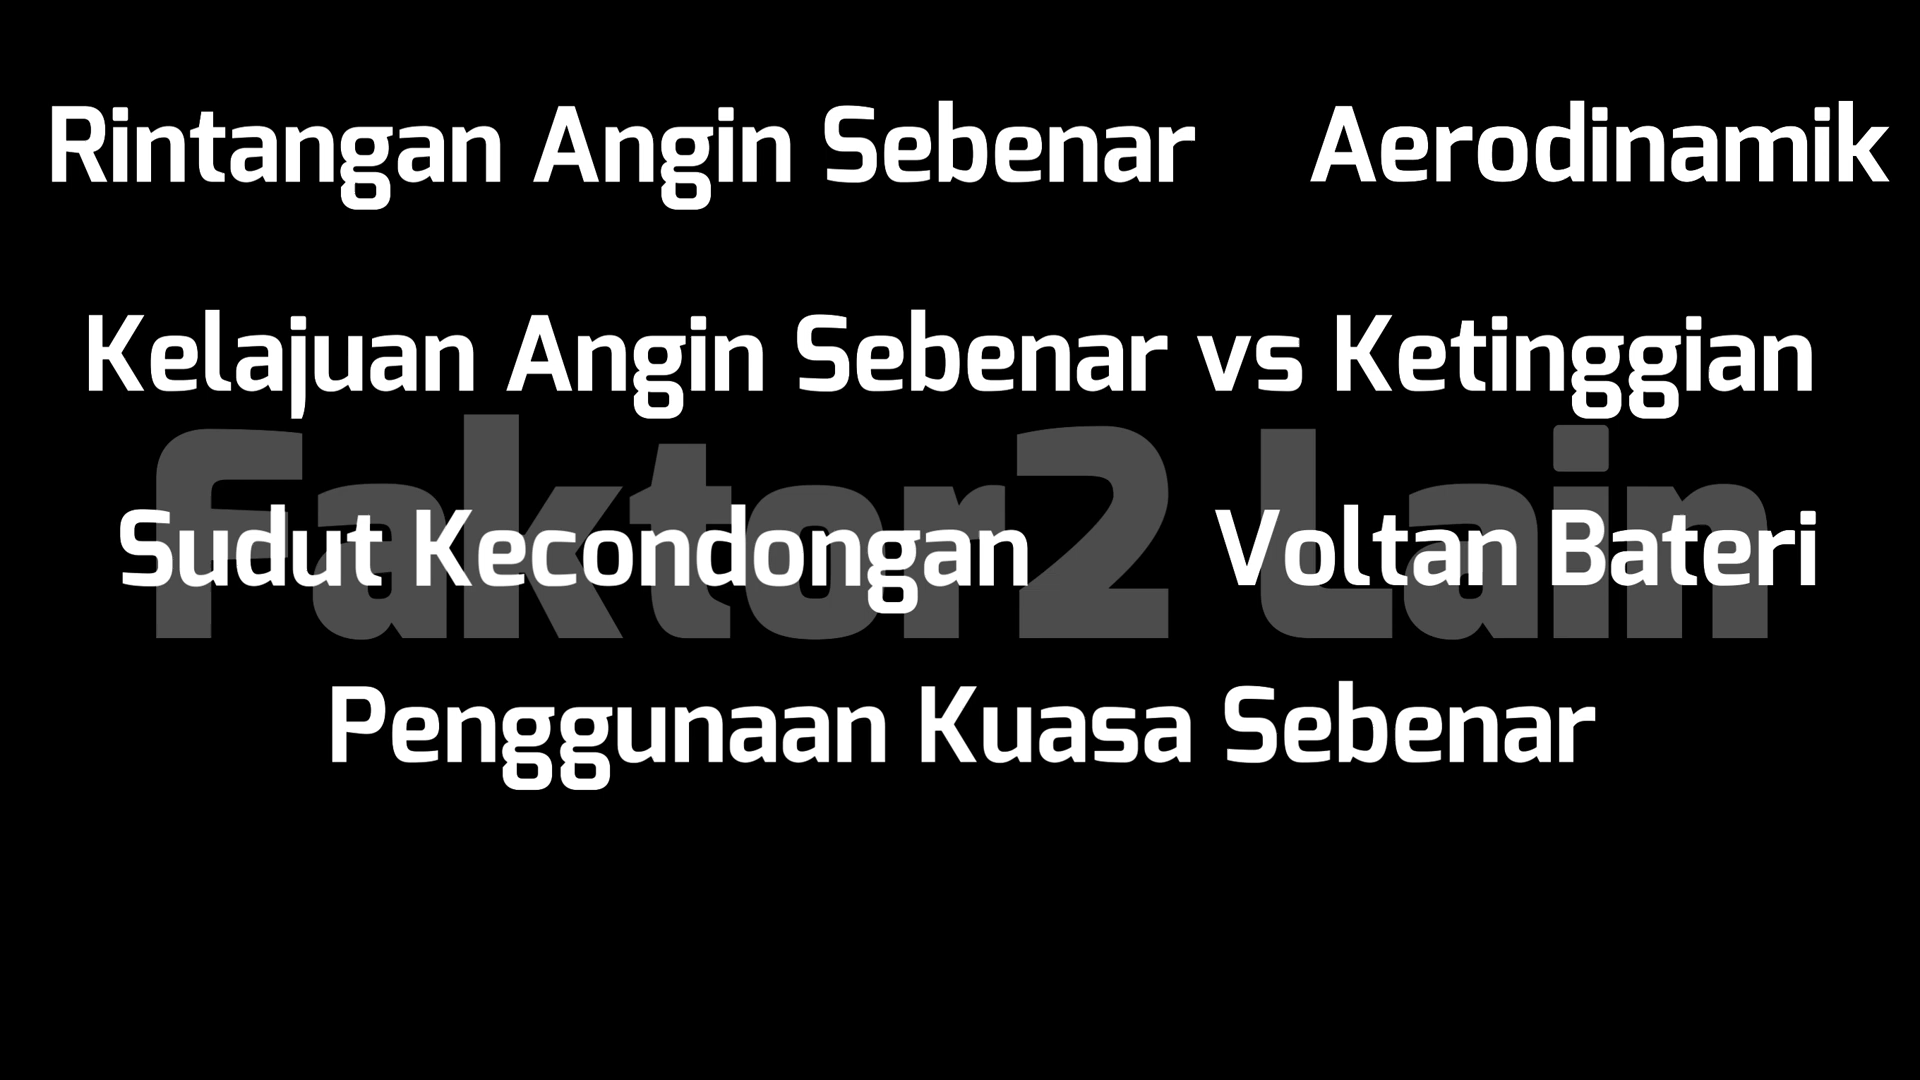 Rintangan Angin Sebenar Aerodinamik
Kelajuan Angin Sebenar vs Ketinggian
Faktor2 Lain
Sudut Kecondongan Voltan Bateri
Penggunaan Kuasa Sebenar